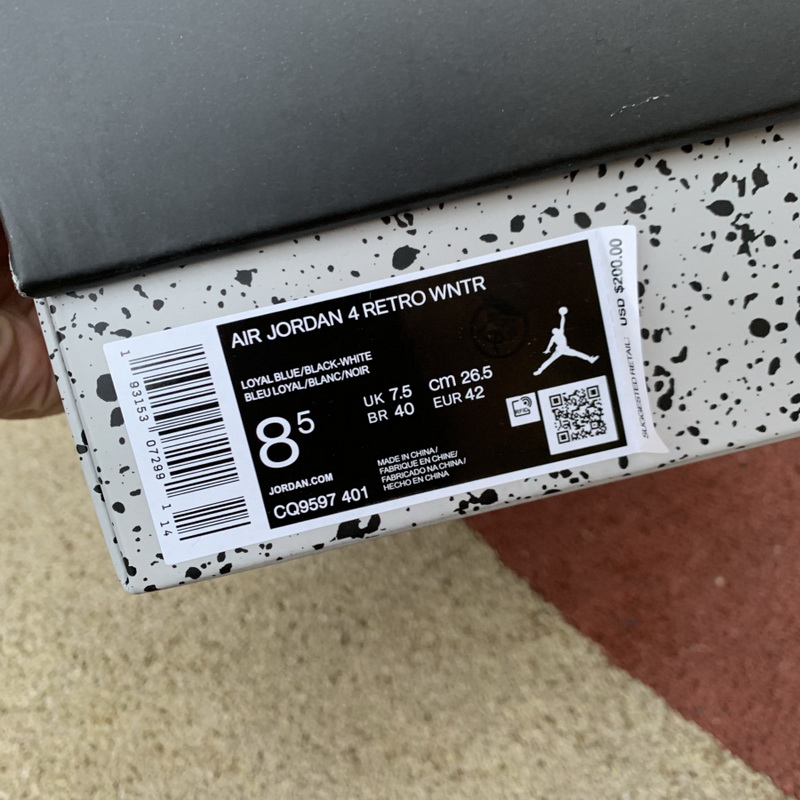 AIR JORDAN 4 RETRO WNTR
LOYAL BLUE/BLACK-WHITE
BLEU LOYAL/BLANC/NOIR
8 5
UK 7.5
BR 40
cm 26.5
EUR 42
JORDAN.COM
CQ9597 401
MADE IN CHINA/
FABRIQUE EN CHINE/
FABRICADO NA CHINA/
HECHO EN CHINA
SUGGESTED RETAIL: USD $200.00
1 93153 07299 1 14